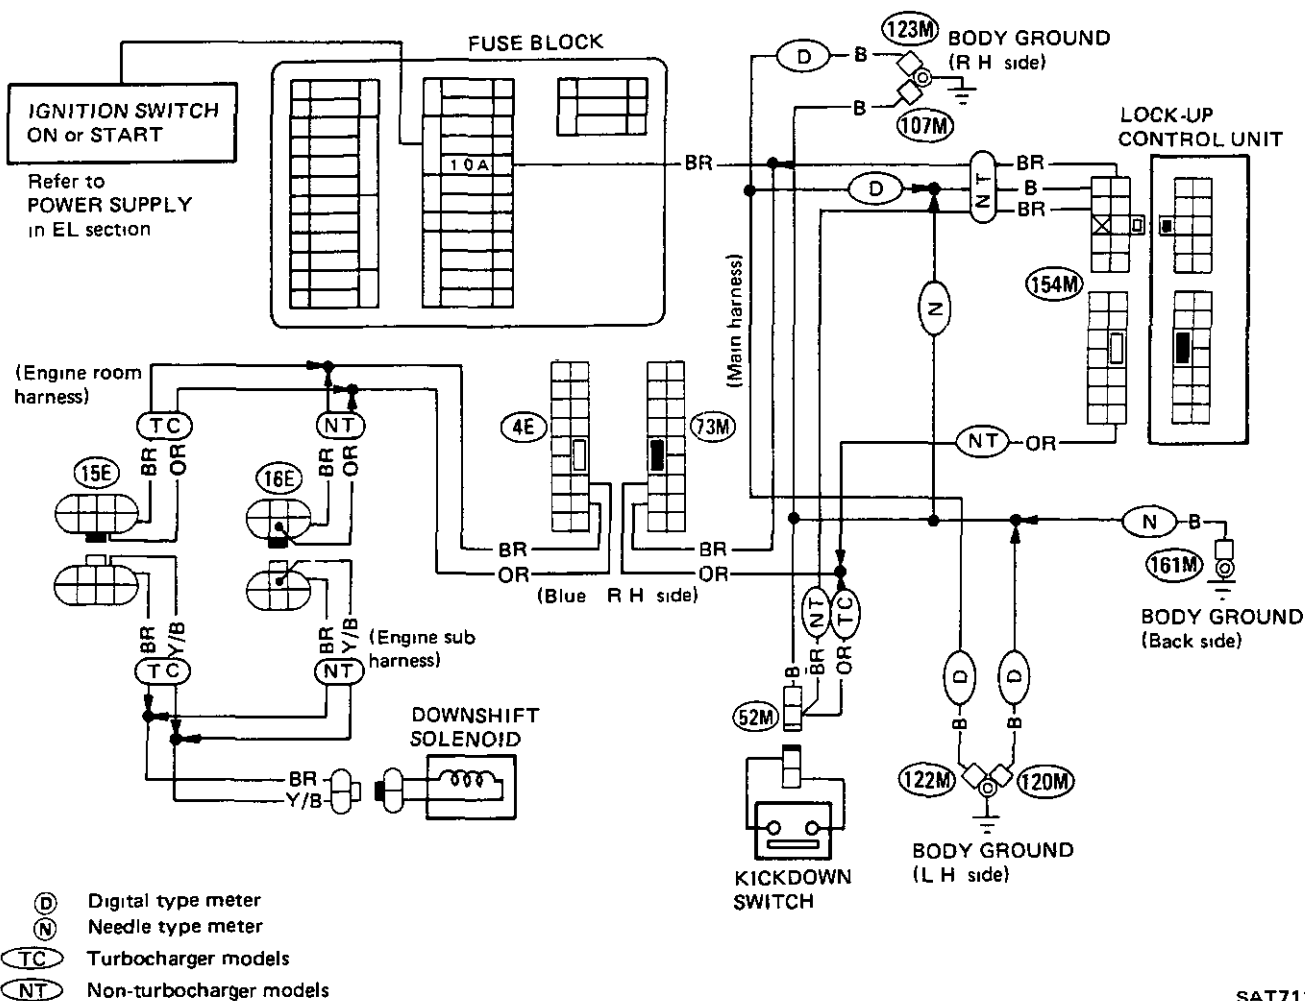 FUSE BLOCK
IGNITION SWITCH
ON or START
Refer to
POWER SUPPLY
in EL section
10A
BR
123M
BODY GROUND
(R H side)
D
B
B
107M
LOCK-UP
CONTROL UNIT
BR
D
B
NT
BR
N
154M
(Main harness)
(Engine room
harness)
TC
NT
BR
OR
BR
OR
15E
16E
4E
73M
NT
OR
BR
OR
BR
OR
(Blue R H side)
N
B
161M
BODY GROUND
(Back side)
BR
Y/B
BR
Y/B
(Engine sub
harness)
TC
NT
NT
TC
B
BR
OR
52M
D
D
B
B
DOWNSHIFT
SOLENOID
BR
Y/B
122M
120M
BODY GROUND
(L H side)
KICKDOWN
SWITCH
D Digital type meter
N Needle type meter
TC Turbocharger models
NT Non-turbocharger models